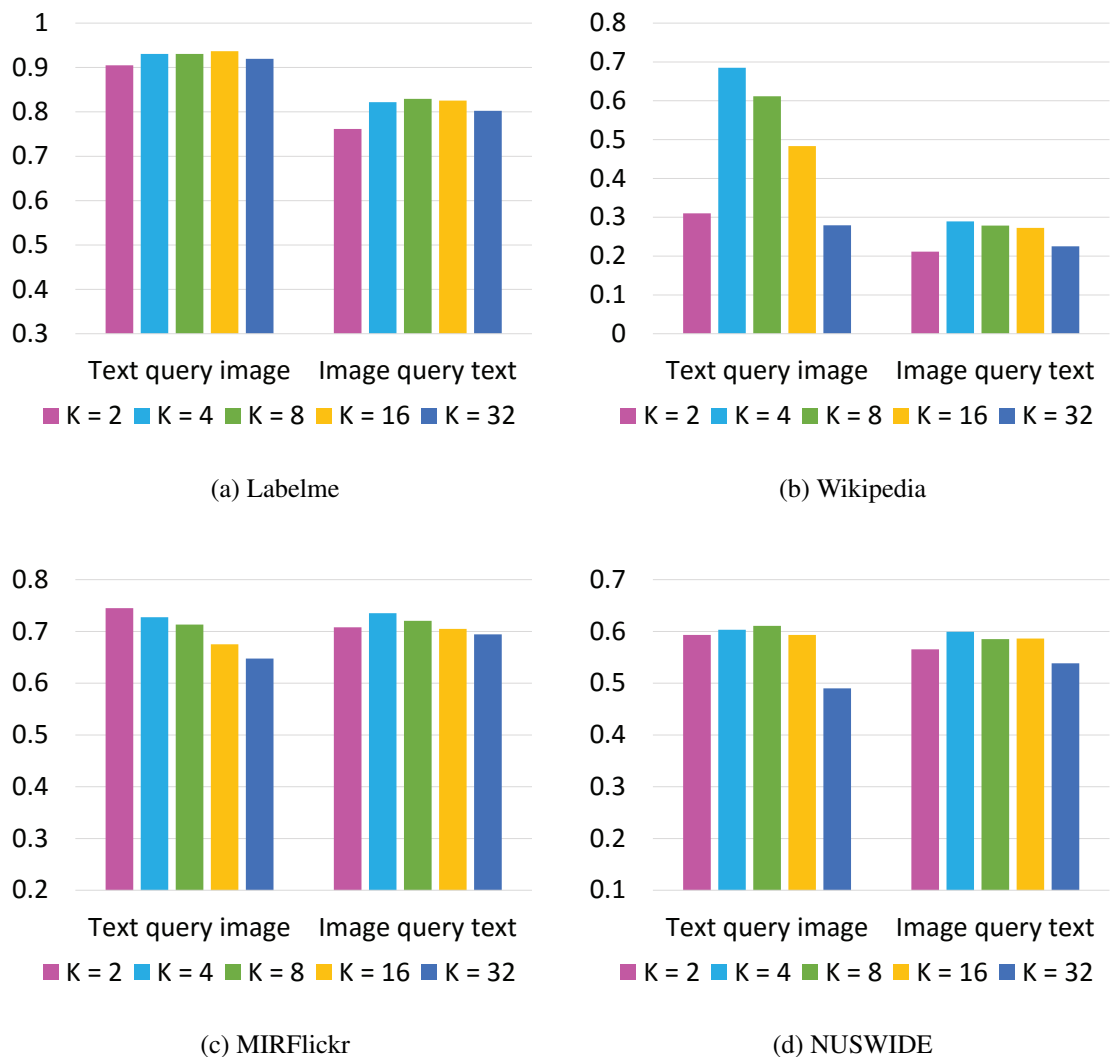 1
0.9
0.8
0.7
0.6
0.5
0.4
0.3
Text query image Image query text
K = 2 K = 4 K = 8 K = 16 K = 32
(a) Labelme
0.8
0.7
0.6
0.5
0.4
0.3
0.2
0.1
0
Text query image Image query text
K = 2 K = 4 K = 8 K = 16 K = 32
(b) Wikipedia
0.8
0.7
0.6
0.5
0.4
0.3
0.2
Text query image Image query text
K = 2 K = 4 K = 8 K = 16 K = 32
(c) MIRFlickr
0.7
0.6
0.5
0.4
0.3
0.2
0.1
Text query image Image query text
K = 2 K = 4 K = 8 K = 16 K = 32
(d) NUSWIDE